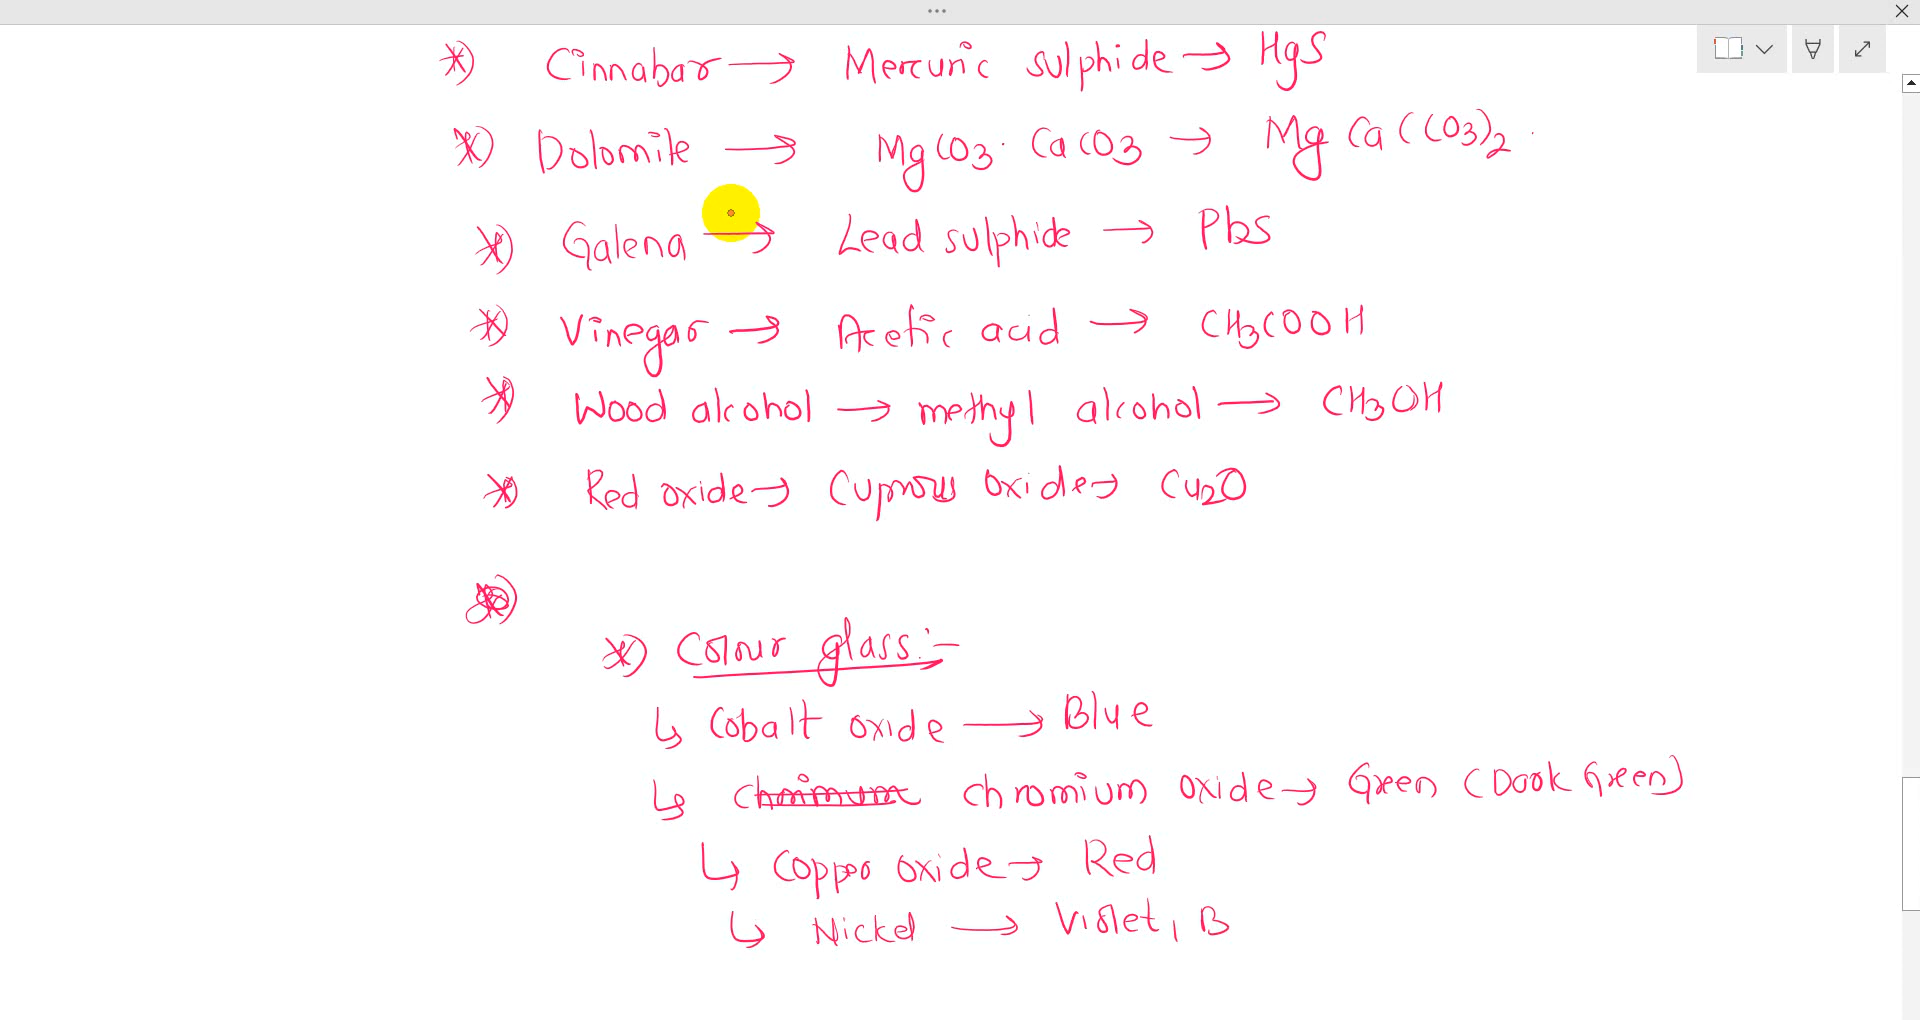 *) Cinnabar → Mercuric sulphide → HgS
*) Dolomite → MgCO3. CaCO3 → Mg Ca (CO3)2.
*) Galena → Lead sulphide → PbS
*) Vinegar → Acetic acid → CH3COOH
*) Wood alcohol → methyl alcohol → CH3OH
*) Red oxide → Cuprous oxide → Cu2O
*) Colour glass:-
↳ Cobalt oxide → Blue
↳ chromium oxide → Green (Dark Green)
↳ Copper oxide → Red
↳ Nickel → Violet, B